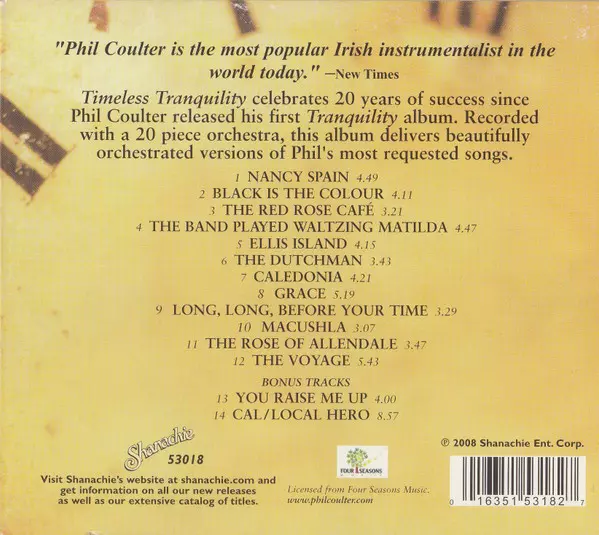 "Phil Coulter is the most popular Irish instrumentalist in the
world today." —New Times
Timeless Tranquility celebrates 20 years of success since
Phil Coulter released his first Tranquility album. Recorded
with a 20 piece orchestra, this album delivers beautifully
orchestrated versions of Phil's most requested songs.
1 NANCY SPAIN 4.49
2 BLACK IS THE COLOUR 4.11
3 THE RED ROSE CAFÉ 3.21
4 THE BAND PLAYED WALTZING MATILDA 4.47
5 ELLIS ISLAND 4.15
6 THE DUTCHMAN 3.43
7 CALEDONIA 4.21
8 GRACE 5.19
9 LONG, LONG, BEFORE YOUR TIME 3.29
10 MACUSHLA 3.07
11 THE ROSE OF ALLENDALE 3.47
12 THE VOYAGE 5.43
BONUS TRACKS
13 YOU RAISE ME UP 4.00
14 CAL/LOCAL HERO 8.57
Shanachie
53018
Visit Shanachie's website at shanachie.com and
get information on all our new releases
as well as our extensive catalog of titles.
FOUR SEASONS
Licensed from Four Seasons Music.
www.philcoulter.com
℗ 2008 Shanachie Ent. Corp.
0 16351 53182 7